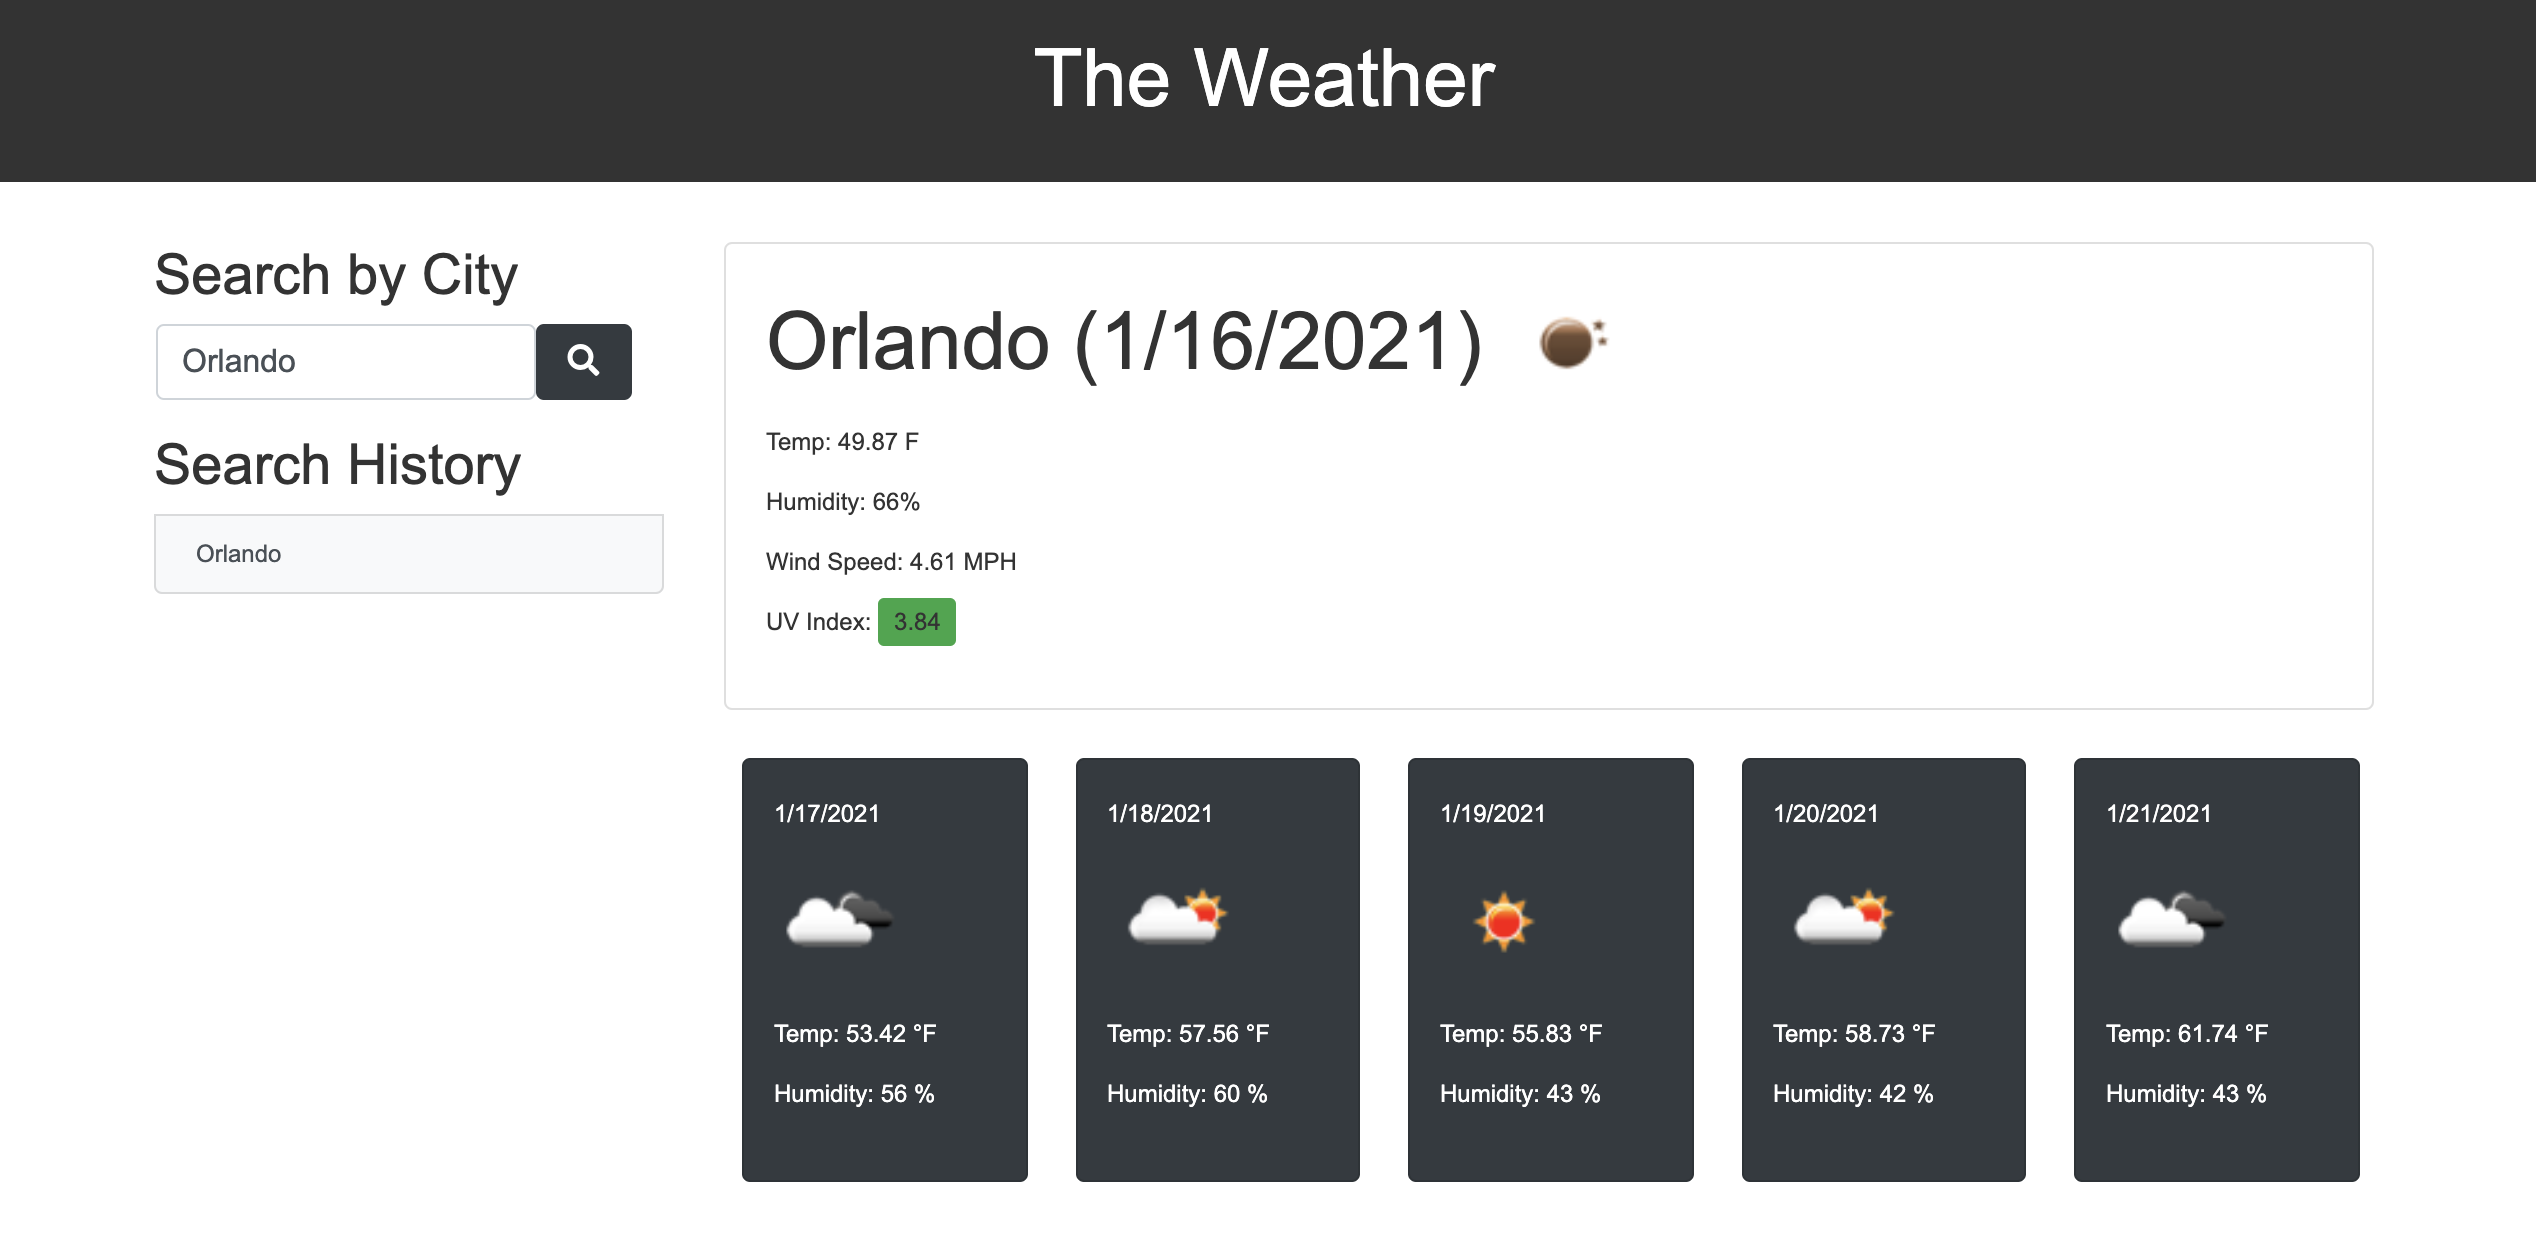 The Weather
Search by City
Orlando
Search History
Orlando
Orlando (1/16/2021)
Temp: 49.87 F
Humidity: 66%
Wind Speed: 4.61 MPH
UV Index: 3.84
1/17/2021
Temp: 53.42 °F
Humidity: 56 %
1/18/2021
Temp: 57.56 °F
Humidity: 60 %
1/19/2021
Temp: 55.83 °F
Humidity: 43 %
1/20/2021
Temp: 58.73 °F
Humidity: 42 %
1/21/2021
Temp: 61.74 °F
Humidity: 43 %